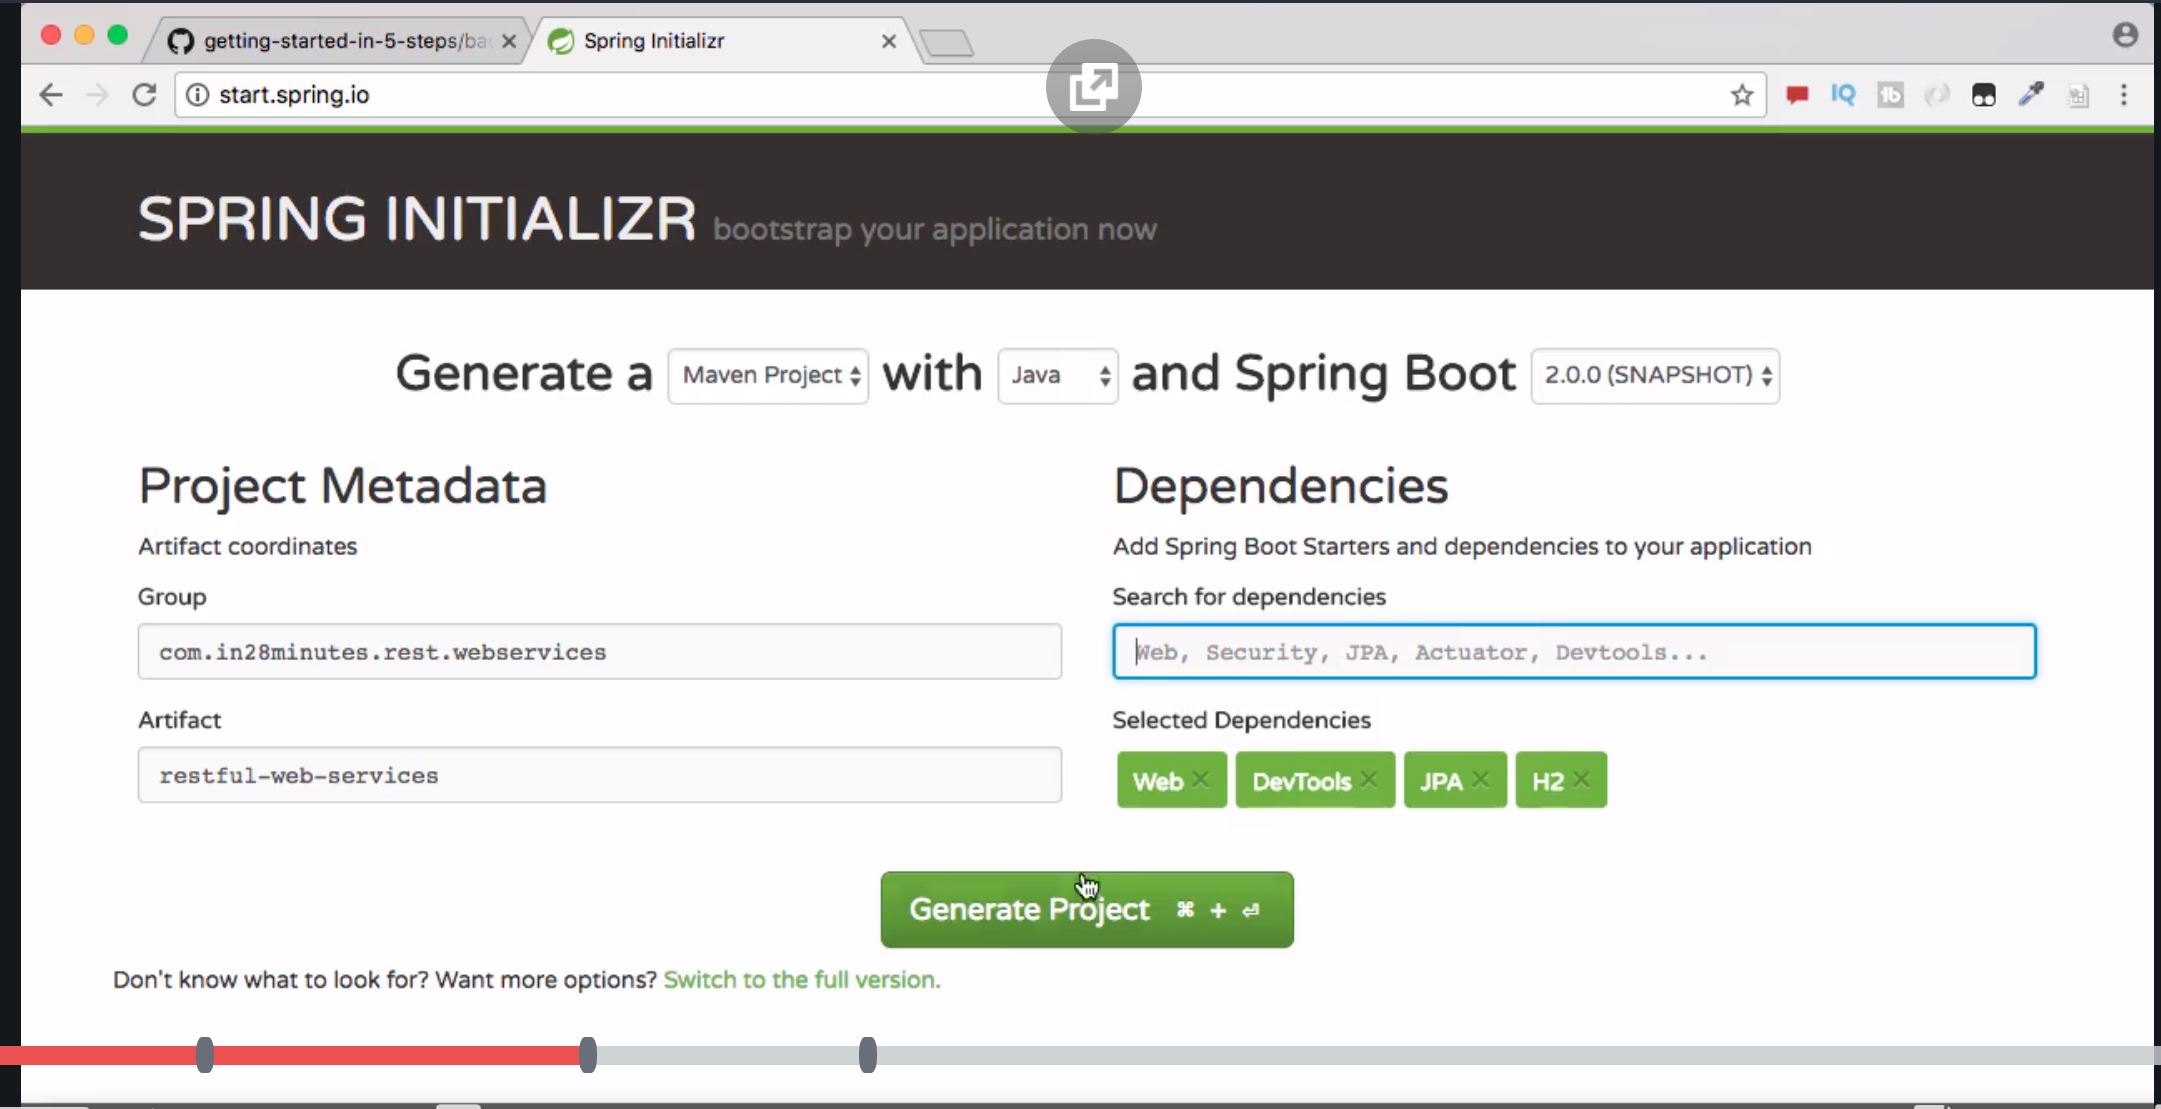 getting-started-in-5-steps/ba
Spring Initializr
start.spring.io
IQ
SPRING INITIALIZR bootstrap your application now
Generate a Maven Project with Java and Spring Boot 2.0.0 (SNAPSHOT)
Project Metadata
Artifact coordinates
Group
com.in28minutes.rest.webservices
Artifact
restful-web-services
Dependencies
Add Spring Boot Starters and dependencies to your application
Search for dependencies
Web, Security, JPA, Actuator, Devtools...
Selected Dependencies
Web × DevTools × JPA × H2 ×
Generate Project ⌘ + ⏎
Don't know what to look for? Want more options? Switch to the full version.